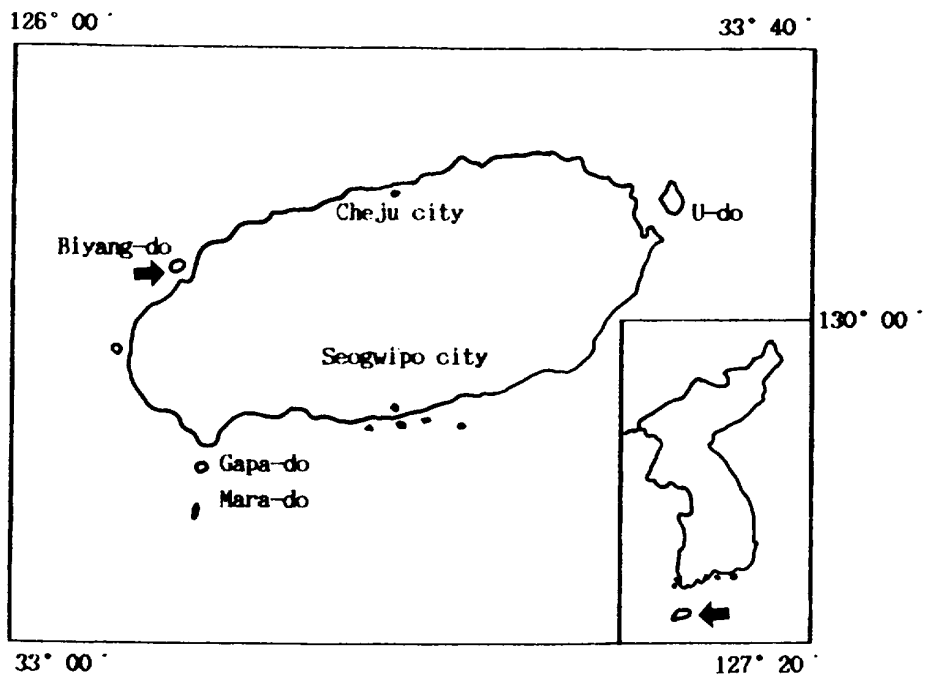 126° 00 ′
33° 40 ′
Cheju city
U-do
Biyang-do
130° 00 ′
Seogwipo city
Gapa-do
Mara-do
33° 00 ′
127° 20 ′